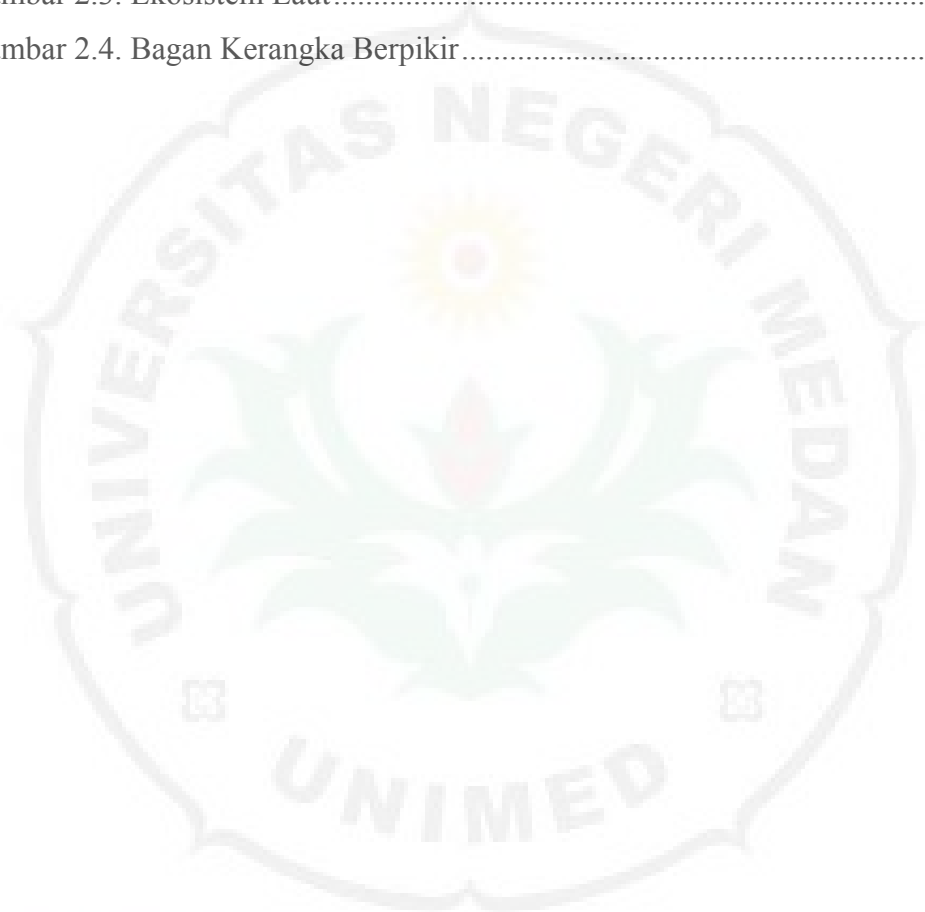 mbar 2.3. Ekosistem Laut
mbar 2.4. Bagan Kerangka Berpikir
UNIVERSITAS NEGERI MEDAN
UNIMED